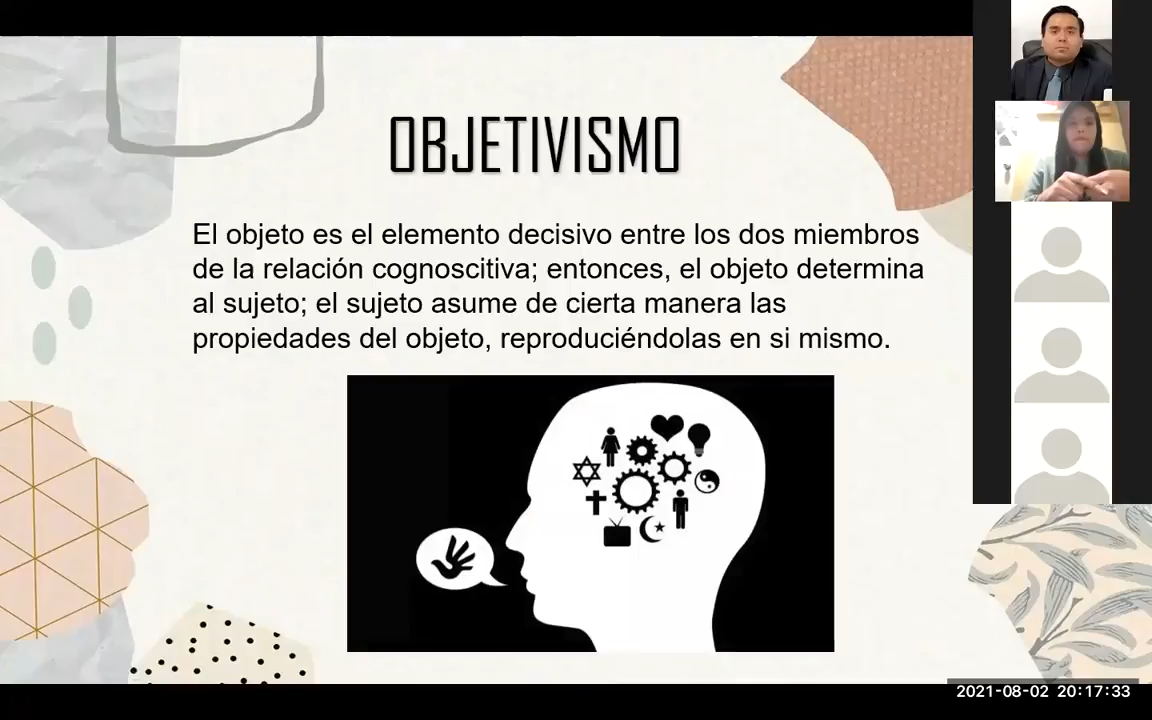 OBJETIVISMO
El objeto es el elemento decisivo entre los dos miembros
de la relación cognoscitiva; entonces, el objeto determina
al sujeto; el sujeto asume de cierta manera las
propiedades del objeto, reproduciéndolas en si mismo.
2021-08-02 20:17:33